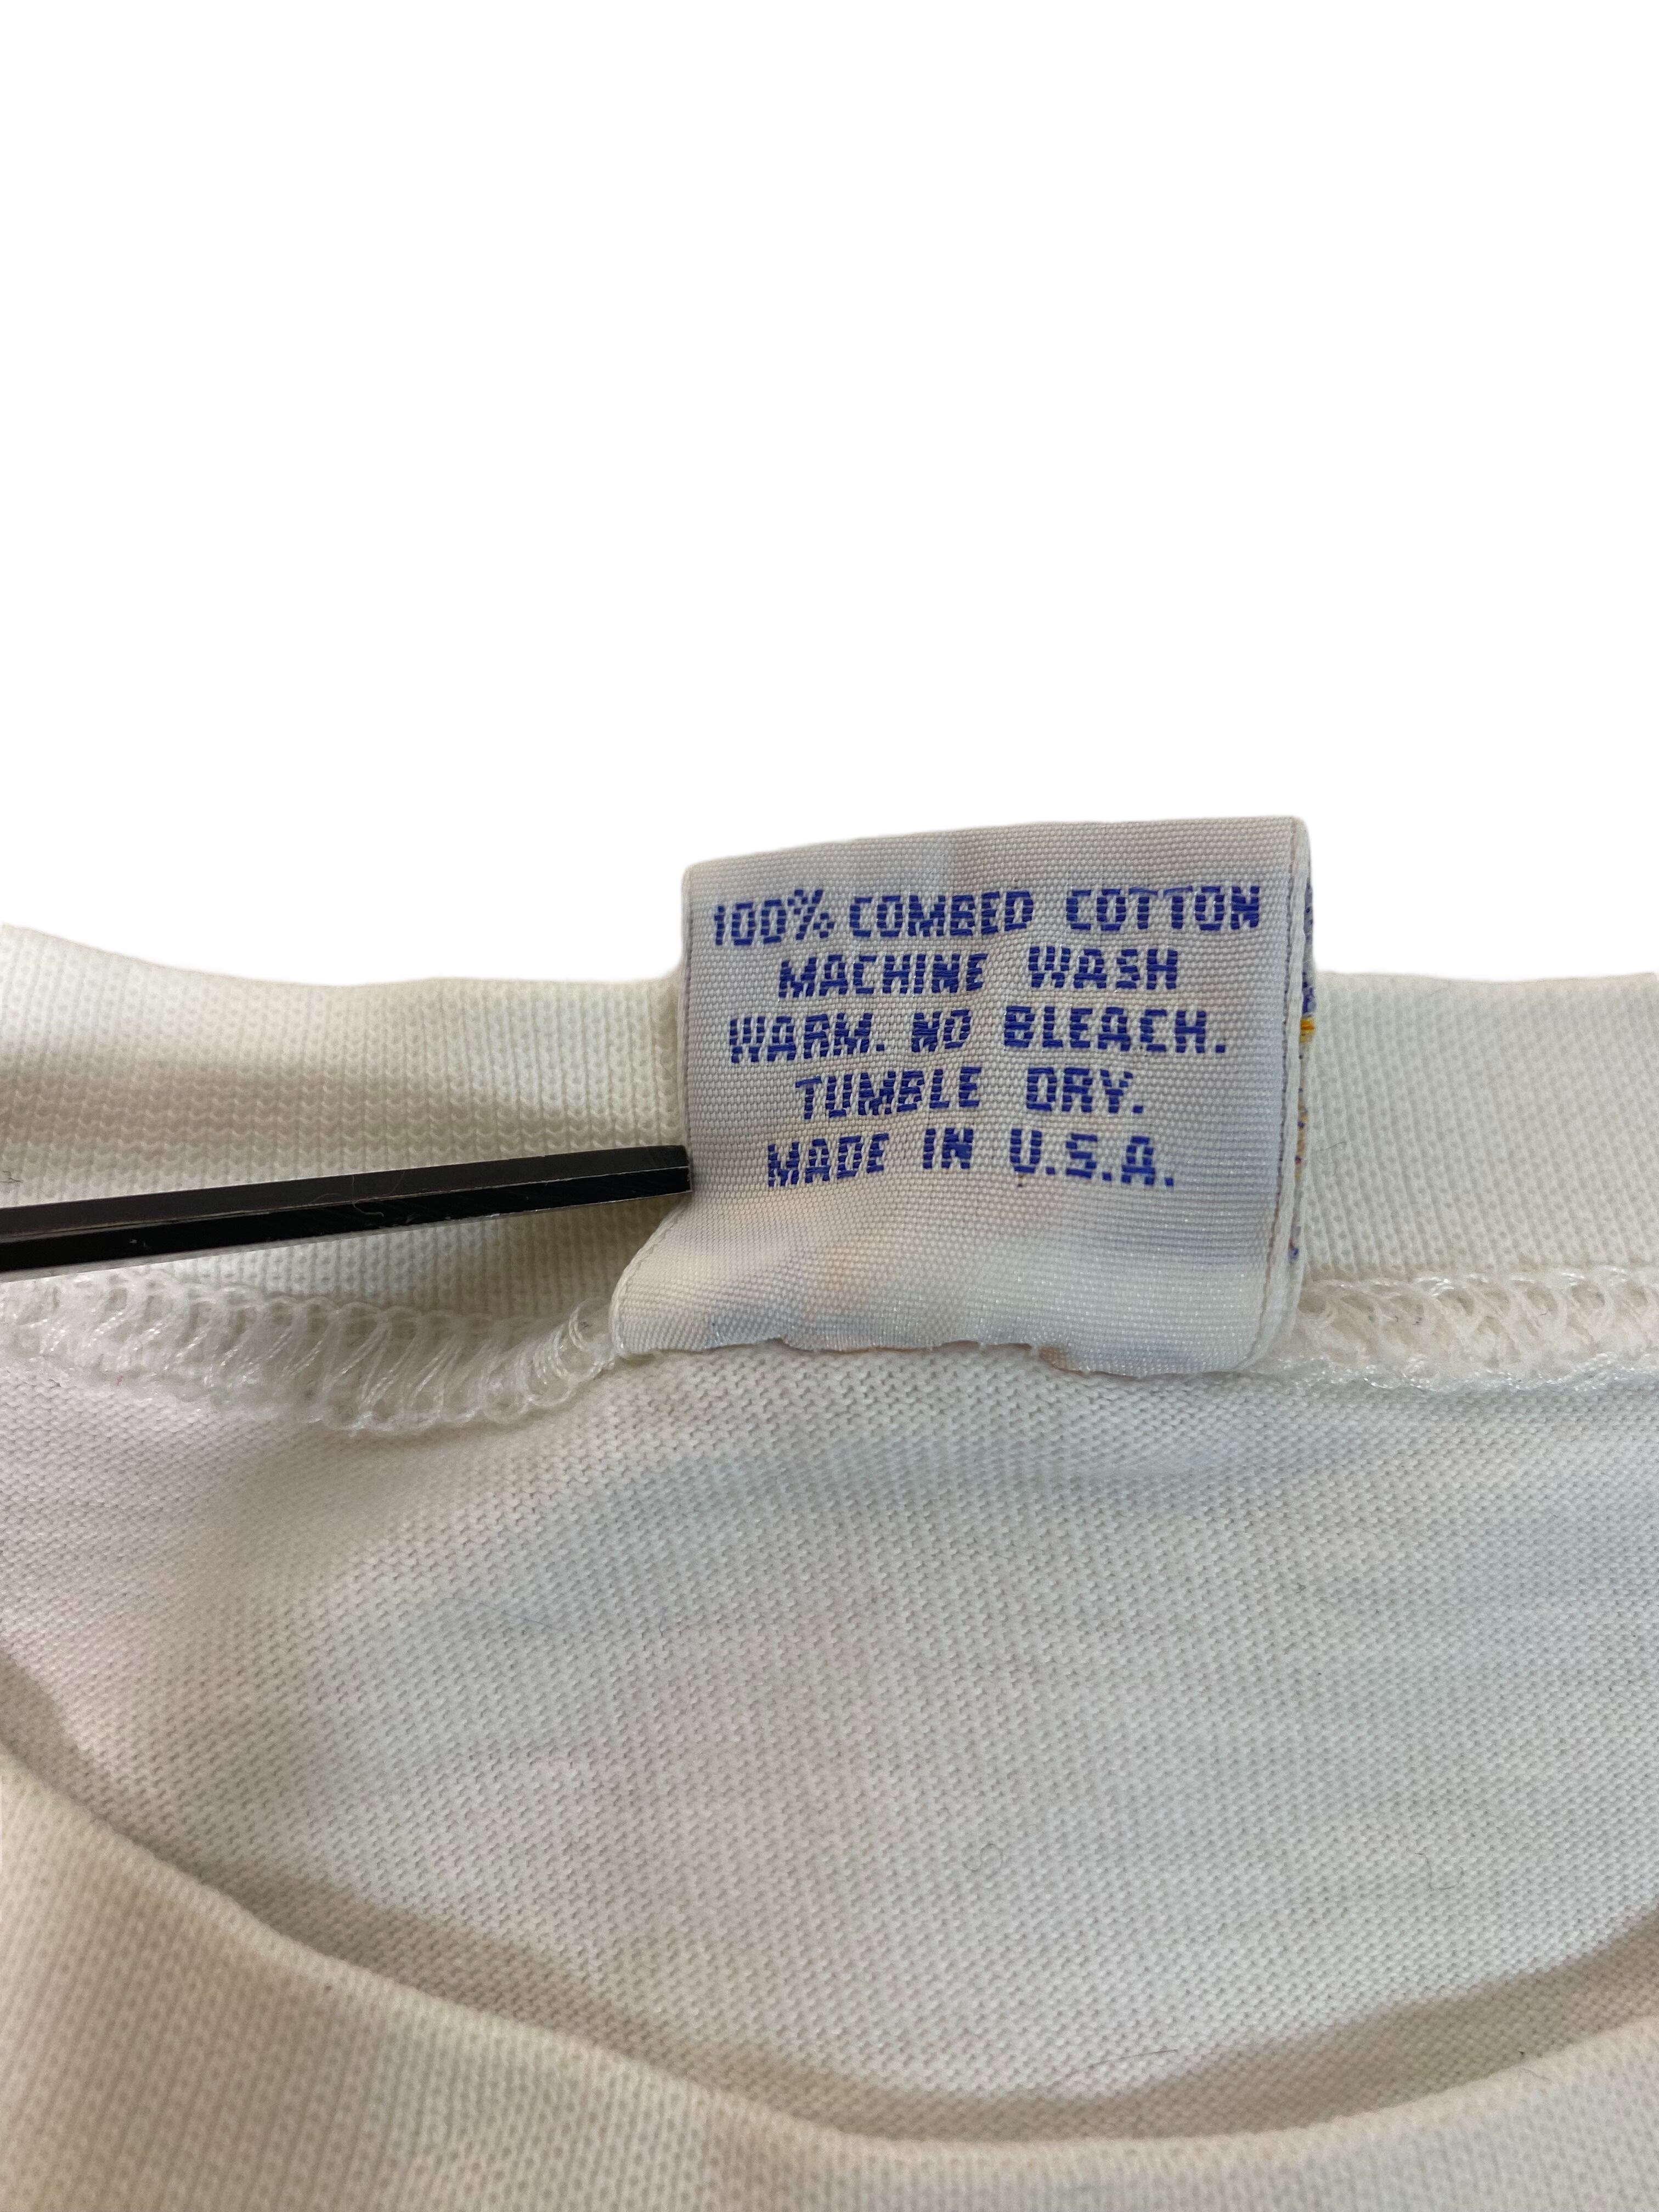 100% COMBED COTTON
MACHINE WASH
WARM. NO BLEACH.
TUMBLE DRY.
MADE IN U.S.A.